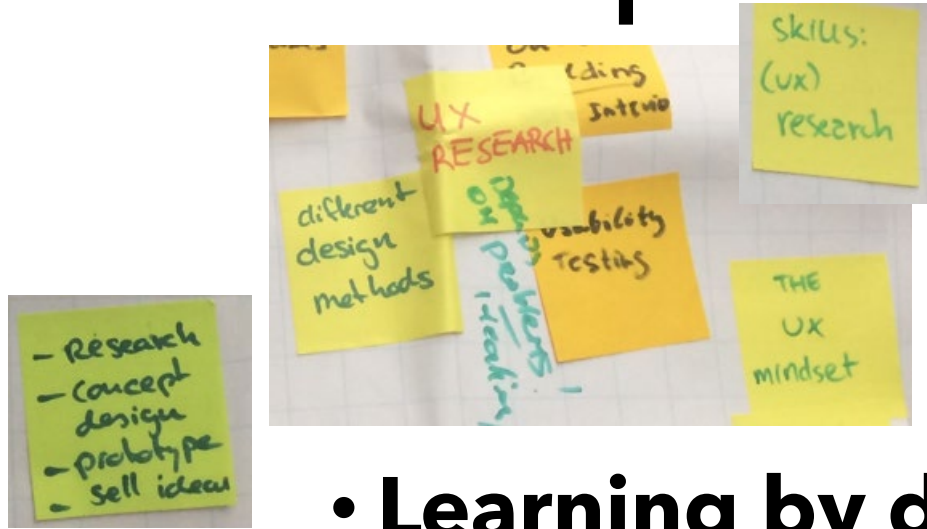 skills:
(ux)
research
UX
RESEARCH
different
design
methods
Usability
Testing
THE
UX
mindset
- Research
- concept
design
- prototype
- sell ideas
• Learning by d